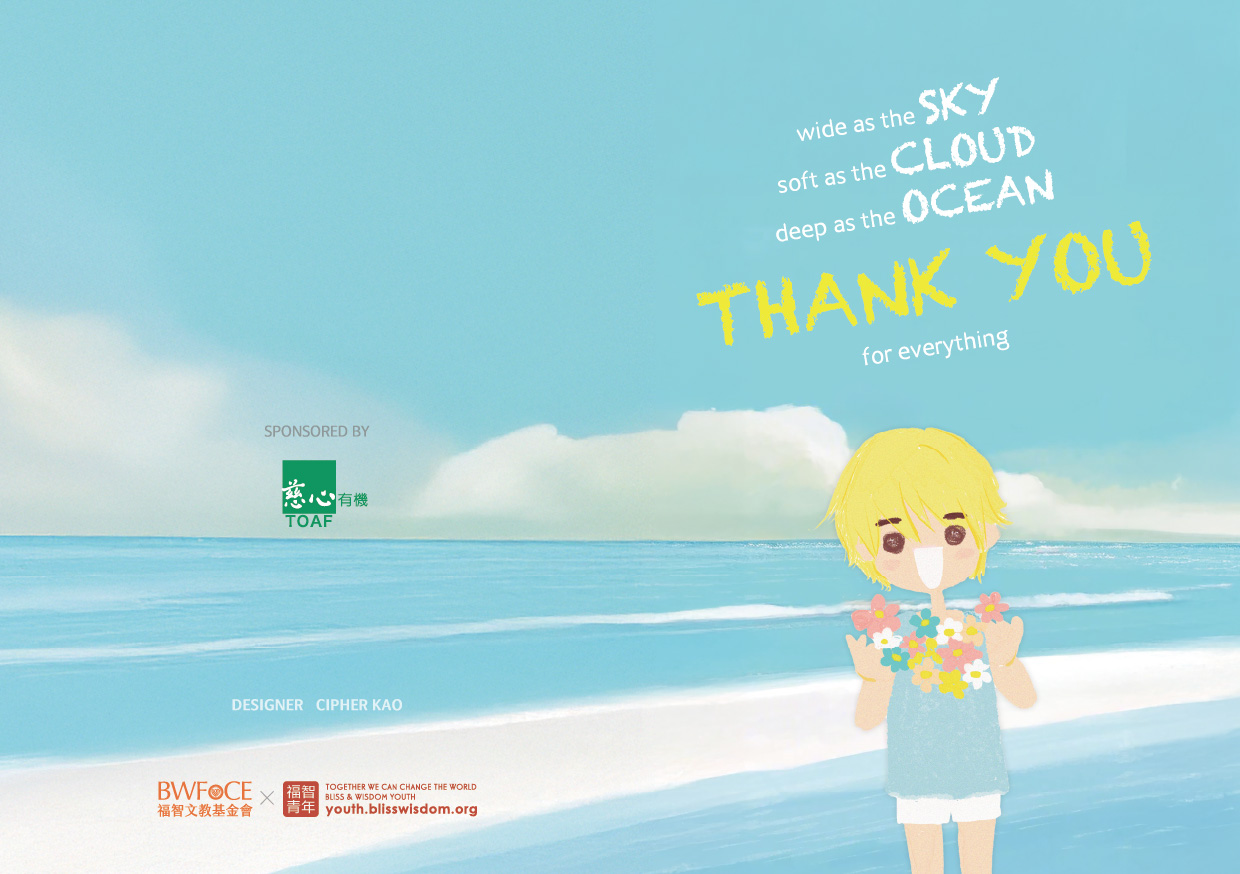 wide as the SKY
soft as the CLOUD
deep as the OCEAN
THANK YOU
for everything
SPONSORED BY
慈心有機
TOAF
DESIGNER CIPHER KAO
BWFoCE
福智文教基金會
×
福智
青年
TOGETHER WE CAN CHANGE THE WORLD
BLISS & WISDOM YOUTH
youth.blisswisdom.org